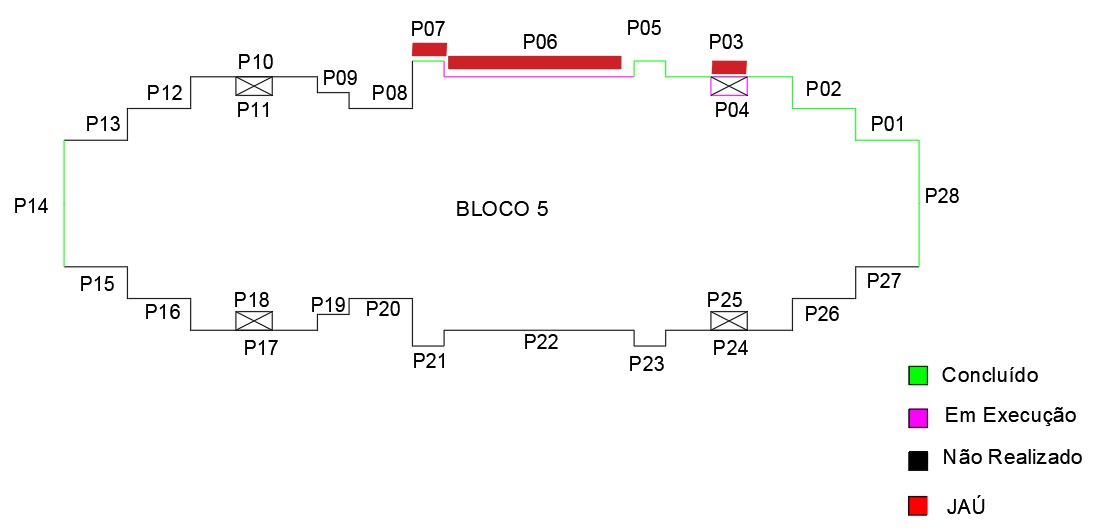 P07
P06
P05
P03
P10
P09
P12
P11
P08
P04
P02
P13
P01
P14
BLOCO 5
P28
P15
P16
P18
P19
P20
P17
P21
P22
P23
P25
P24
P26
P27
Concluído
Em Execução
Não Realizado
JAÚ